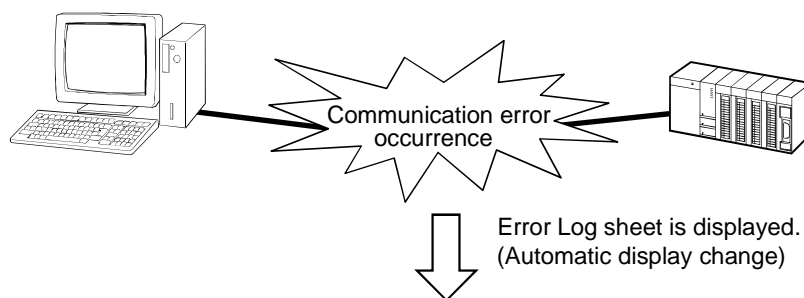 Communication error
occurrence
Error Log sheet is displayed.
(Automatic display change)